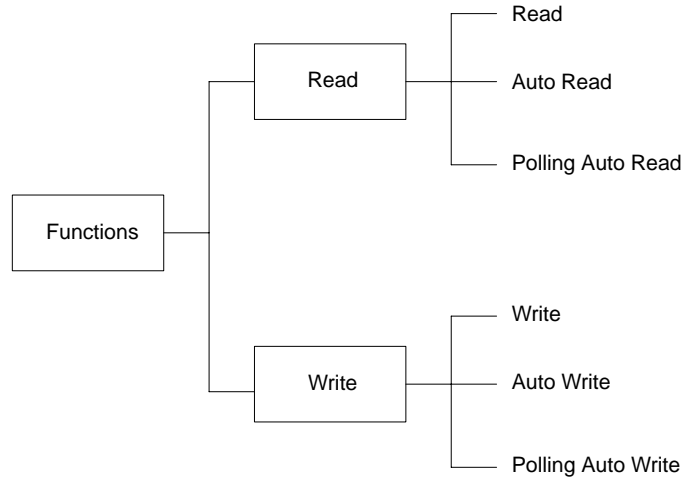 Read
Read
Auto Read
Polling Auto Read
Functions
Write
Write
Auto Write
Polling Auto Write